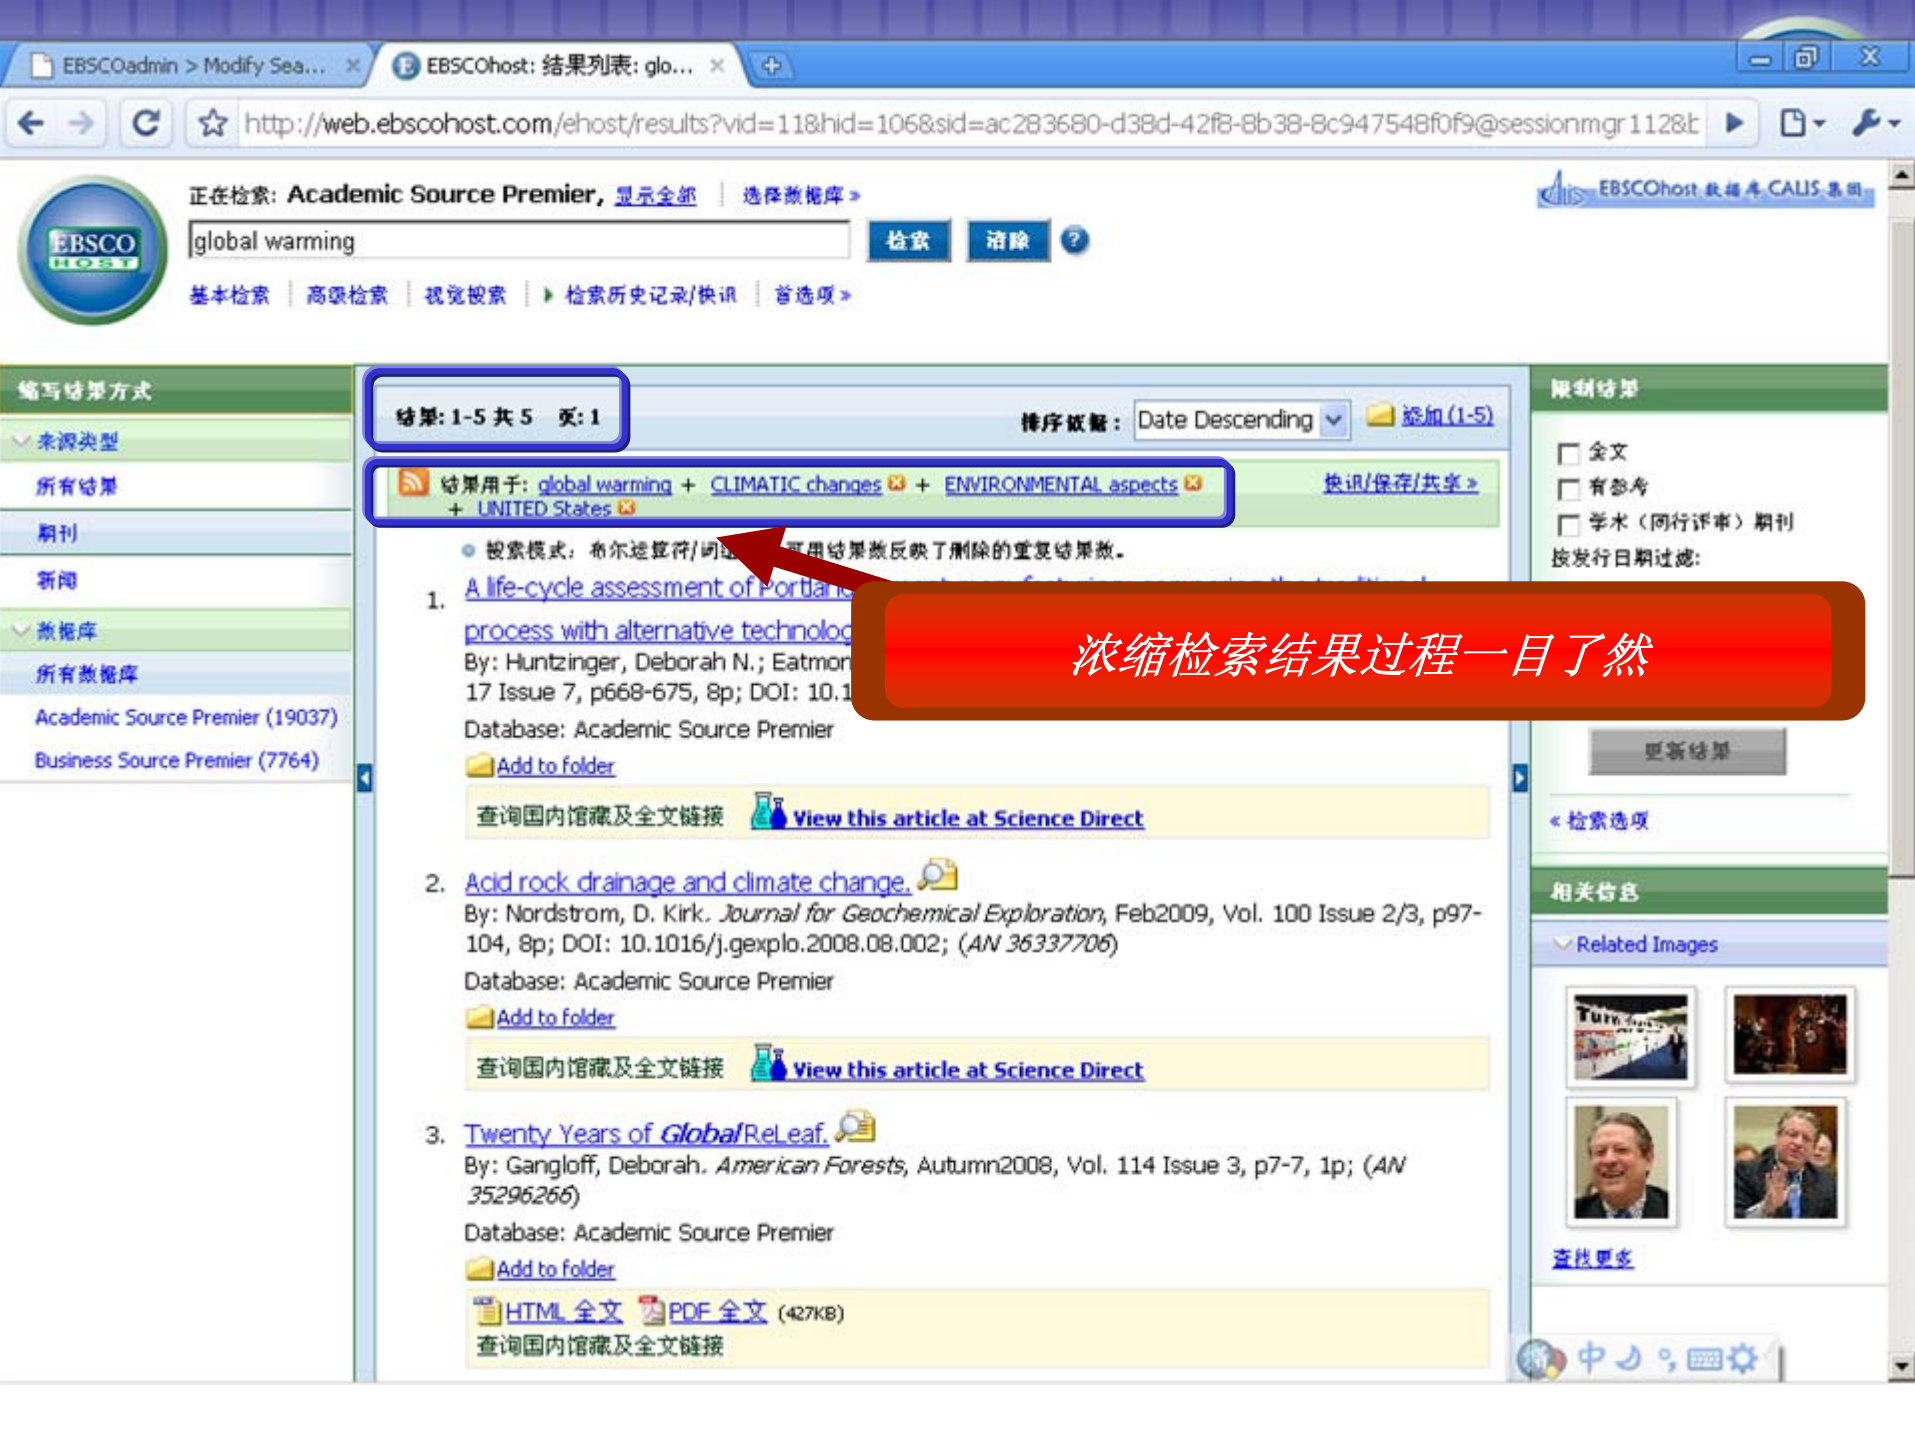 EBSCOadmin > Modify Sea...
EBSCOhost: 结果列表: glo...
http://web.ebscohost.com/ehost/results?vid=11&hid=106&sid=ac283680-d38d-42f8-8b38-8c947548f0f9@sessionmgr112&b
正在检索: Academic Source Premier, 显示全部 选择数据库 »
EBSCOhost 数据库 CALIS 集团
EBSCO
HOST
global warming
检索 清除 ?
基本检索 高级检索 视觉搜索 检索历史记录/快讯 首选项 »
缩写结果方式
来源类型
所有结果
期刊
新闻
数据库
所有数据库
Academic Source Premier (19037)
Business Source Premier (7764)
结果: 1-5 共 5 页: 1
排序依据: Date Descending 添加 (1-5)
结果用于: global warming + CLIMATIC changes + ENVIRONMENTAL aspects
+ UNITED States
快讯/保存/共享 »
搜索模式: 布尔运算符/词组 可用结果数反映了删除的重复结果数。
1. A life-cycle assessment of Portland
process with alternative technolog
By: Huntzinger, Deborah N.; Eatmon
17 Issue 7, p668-675, 8p; DOI: 10.1
Database: Academic Source Premier
Add to folder
查询国内馆藏及全文链接 View this article at Science Direct
浓缩检索结果过程一目了然
2. Acid rock drainage and climate change.
By: Nordstrom, D. Kirk. Journal for Geochemical Exploration, Feb2009, Vol. 100 Issue 2/3, p97-
104, 8p; DOI: 10.1016/j.gexplo.2008.08.002; (AN 36337706)
Database: Academic Source Premier
Add to folder
查询国内馆藏及全文链接 View this article at Science Direct
3. Twenty Years of Global ReLeaf.
By: Gangloff, Deborah. American Forests, Autumn2008, Vol. 114 Issue 3, p7-7, 1p; (AN
35296266)
Database: Academic Source Premier
Add to folder
HTML 全文 PDF 全文 (427KB)
查询国内馆藏及全文链接
限制结果
全文
有参考
学术（同行评审）期刊
按发行日期过滤:
更新结果
« 检索选项
相关信息
Related Images
查找更多
中